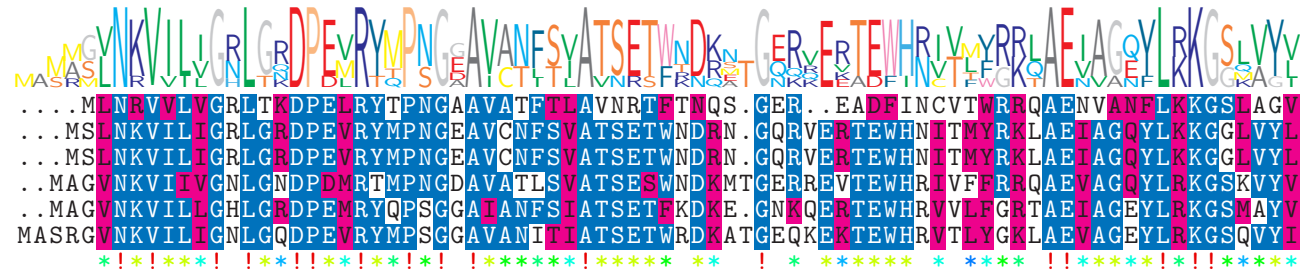 ....MLNRVVLVGRLTKDPELRYTPNGAAVATFTLAVNRTFTNQS.GER..EADFINCVTWRRQAENVANFLKKGSLAGV
...MSLNKVILIGRLGRDPEVRYMPNGEAVCNFSVATSETWNDRN.GQRVERTEWHNITMYRKLAEIAGQYLKKGGLVYL
...MSLNKVILIGRLGRDPEVRYMPNGEAVCNFSVATSETWNDRN.GQRVERTEWHNITMYRKLAEIAGQYLKKGGLVYL
..MAGVNKVIIVGNLGNDPDMRTMPNGDAVATLSVATSESWNDKMTGERREVTEWHRIVFFRRQAEVAGQYLRKGSKVYV
..MAGVNKVILLGHLGRDPEMRYQPSGGAIANFSIATSETFKDKE.GNKQERTEWHRVVLFGRTAEIAGEYLRKGSMAYV
MASRGVNKVILIGNLGQDPEVRYMPSGGAVANITIATSETWRDKATGEQKEKTEWHRVTLYGKLAEVAGEYLRKGSQVYI